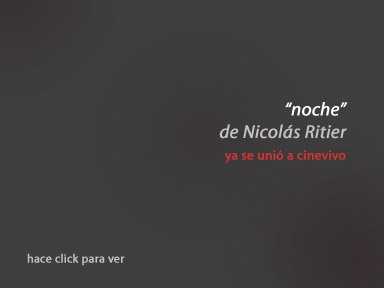 “noche”
de Nicolás Ritier
ya se unió a cinevivo
hace click para ver